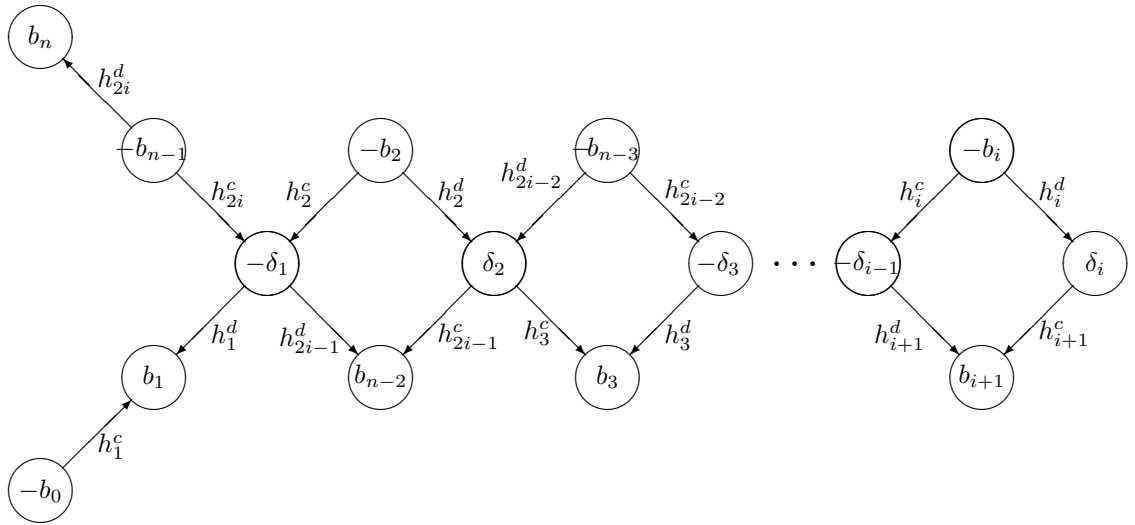 b_n
h^d_{2i}
−b_{n−1} −b_2 −b_{n−3} −b_i
h^c_{2i} h^c_2 h^d_2 h^d_{2i−2} h^c_{2i−2} h^c_i h^d_i
−δ_1 δ_2 −δ_3 · · · −δ_{i−1} δ_i
h^d_1 h^d_{2i−1} h^c_{2i−1} h^c_3 h^d_3 h^d_{i+1} h^c_{i+1}
b_1 b_{n−2} b_3 b_{i+1}
h^c_1
−b_0